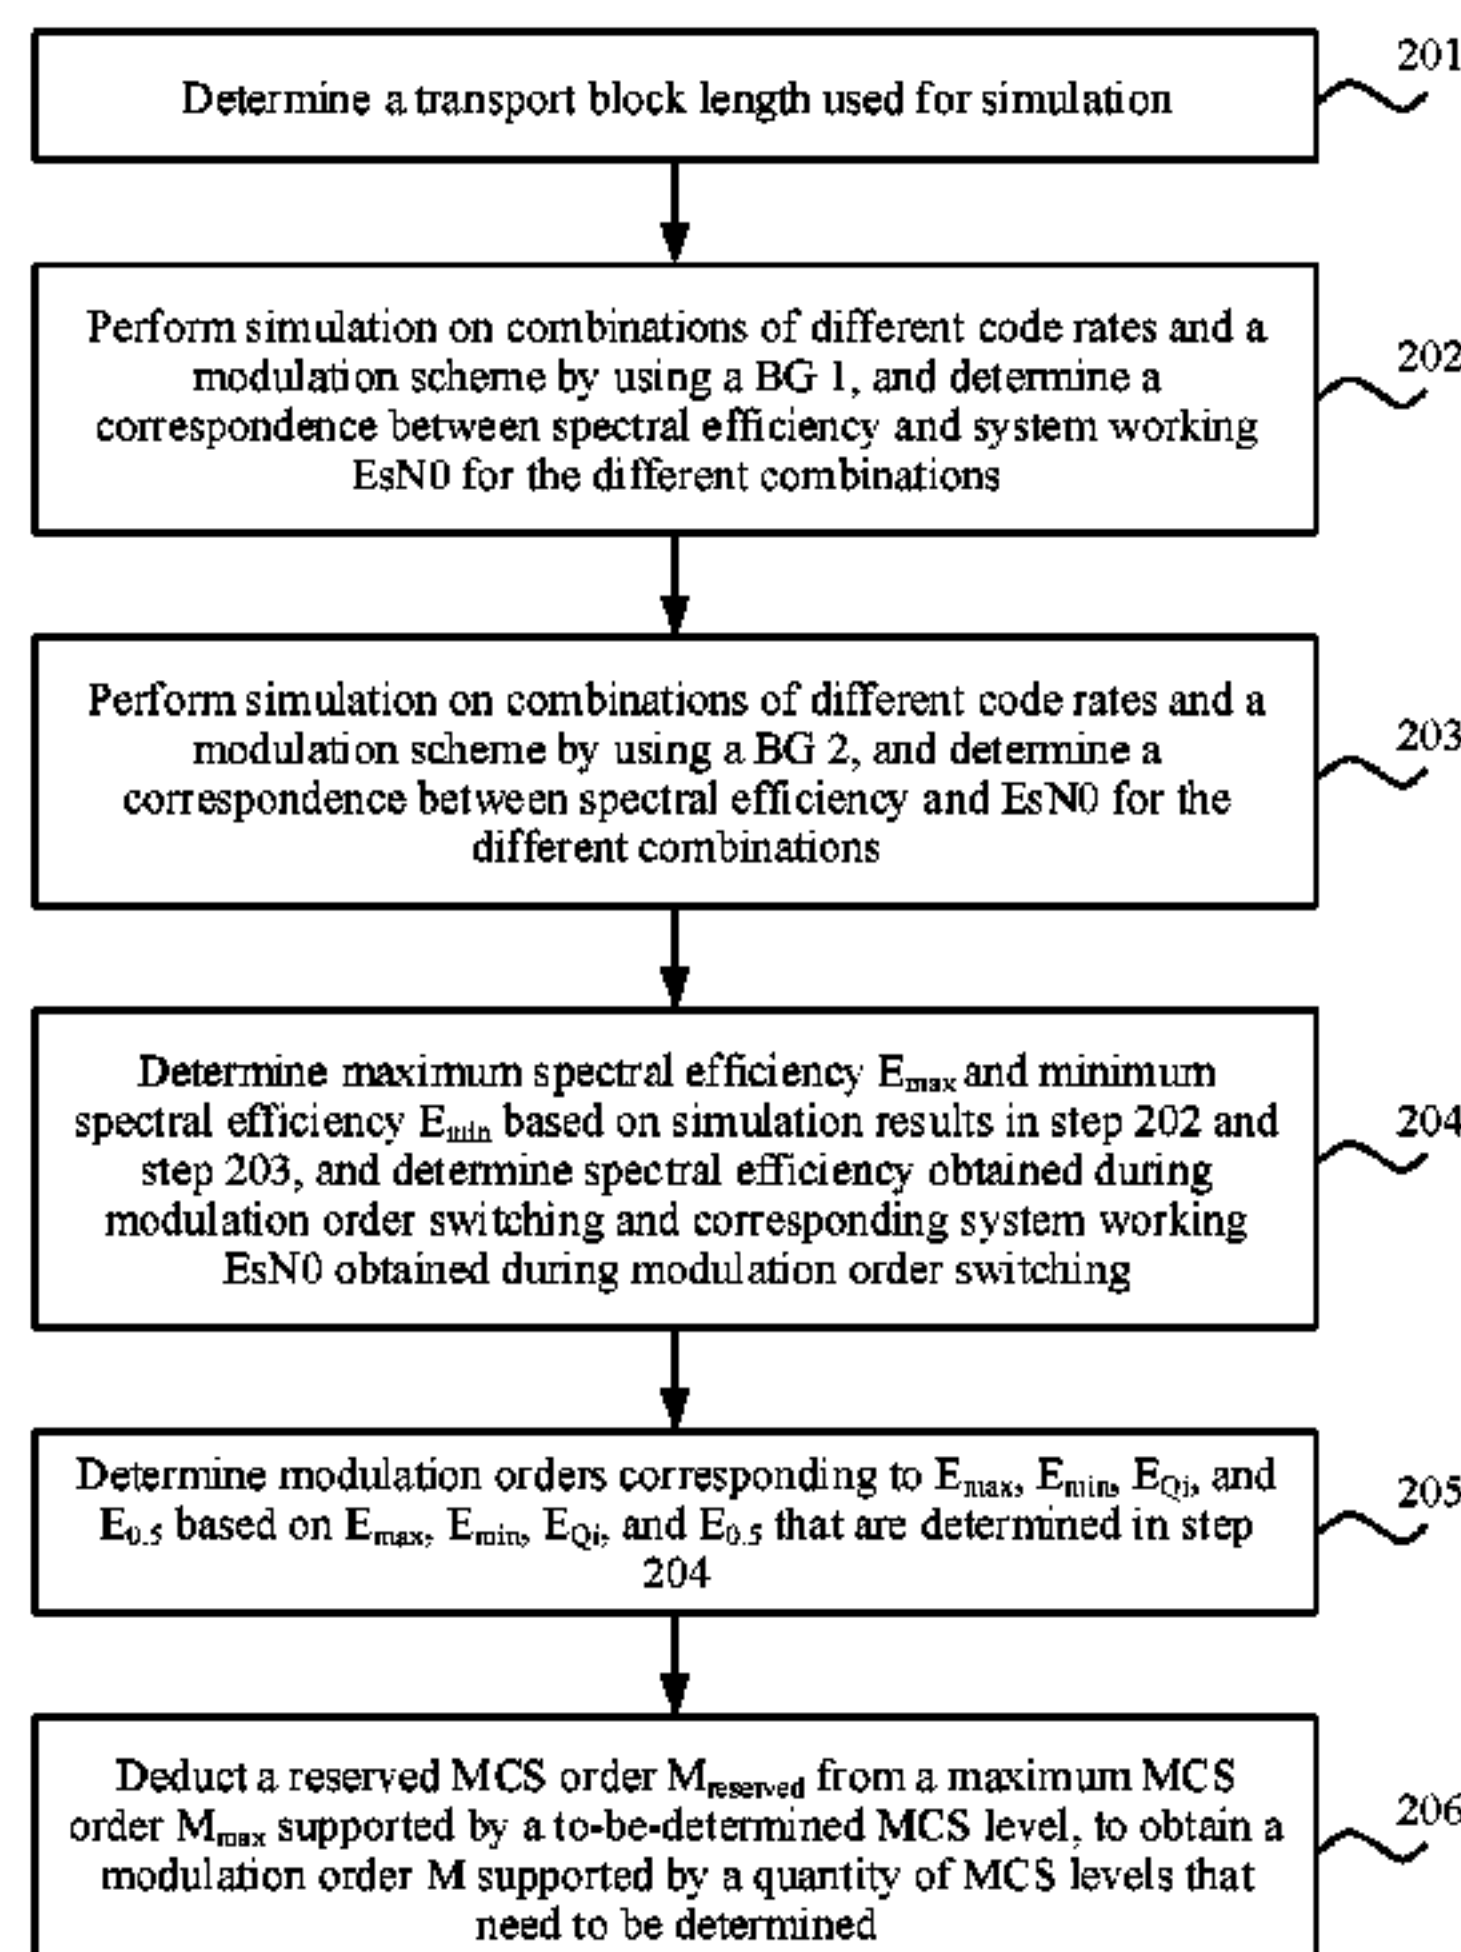 201
Determine a transport block length used for simulation
Perform simulation on combinations of different code rates and a
modulation scheme by using a BG 1, and determine a
correspondence between spectral efficiency and system working
EsN0 for the different combinations
202
Perform simulation on combinations of different code rates and a
modulation scheme by using a BG 2, and determine a
correspondence between spectral efficiency and EsN0 for the
different combinations
203
Determine maximum spectral efficiency Emax and minimum
spectral efficiency Emin based on simulation results in step 202 and
step 203, and determine spectral efficiency obtained during
modulation order switching and corresponding system working
EsN0 obtained during modulation order switching
204
Determine modulation orders corresponding to Emax, Emin, EQi, and
E0.5 based on Emax, Emin, EQi, and E0.5 that are determined in step
204
205
Deduct a reserved MCS order Mreserved from a maximum MCS
order Mmax supported by a to-be-determined MCS level, to obtain a
modulation order M supported by a quantity of MCS levels that
need to be determined
206